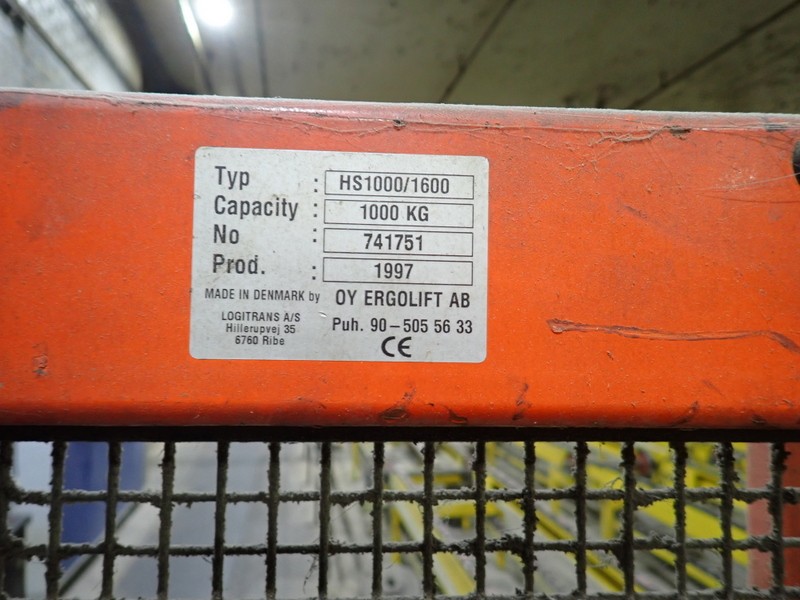 Typ : HS1000/1600
Capacity : 1000 KG
No : 741751
Prod. : 1997
MADE IN DENMARK by OY ERGOLIFT AB
LOGITRANS A/S
Hillerupvej 35
6760 Ribe
Puh. 90-505 56 33
CE